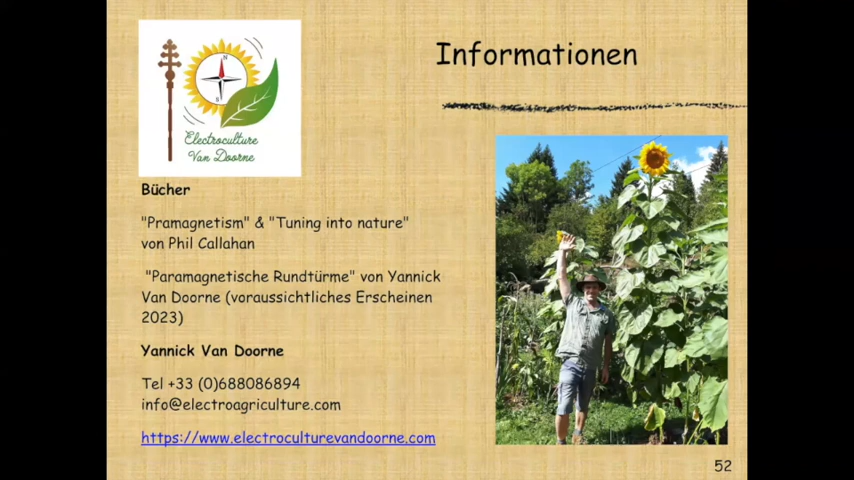 Informationen
N
S
Electroculture
Van Doorne
Bücher
"Pramagnetism" & "Tuning into nature"
von Phil Callahan
"Paramagnetische Rundtürme" von Yannick
Van Doorne (voraussichtliches Erscheinen
2023)
Yannick Van Doorne
Tel +33 (0)688086894
info@electroagriculture.com
https://www.electroculturevandoorne.com
52